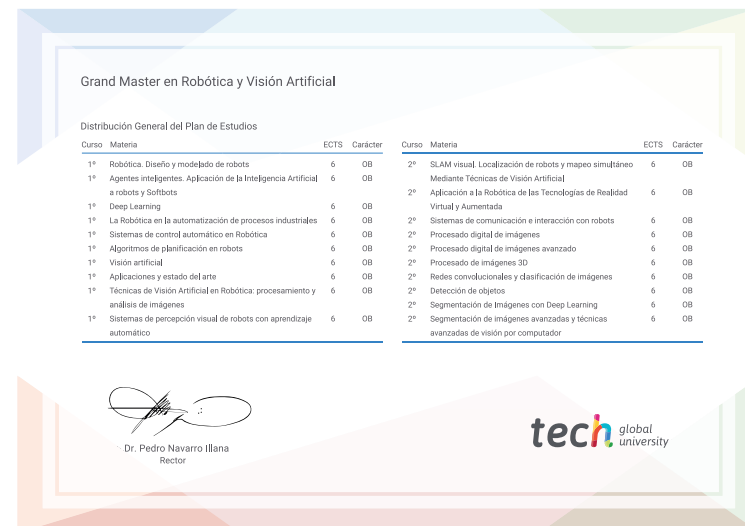 Grand Master en Robótica y Visión Artificial
Distribución General del Plan de Estudios
Curso Materia ECTS Carácter
1º Robótica. Diseño y modelado de robots 6 OB
1º Agentes inteligentes. Aplicación de la Inteligencia Artificial 6 OB
a robots y Softbots
1º Deep Learning 6 OB
1º La Robótica en la automatización de procesos industriales 6 OB
1º Sistemas de control automático en Robótica 6 OB
1º Algoritmos de planificación en robots 6 OB
1º Visión artificial 6 OB
1º Aplicaciones y estado del arte 6 OB
1º Técnicas de Visión Artificial en Robótica: procesamiento y 6 OB
análisis de imágenes
1º Sistemas de percepción visual de robots con aprendizaje 6 OB
automático
Curso Materia ECTS Carácter
2º SLAM visual. Localización de robots y mapeo simultáneo 6 OB
Mediante Técnicas de Visión Artificial
2º Aplicación a la Robótica de las Tecnologías de Realidad 6 OB
Virtual y Aumentada
2º Sistemas de comunicación e interacción con robots 6 OB
2º Procesado digital de imágenes 6 OB
2º Procesado digital de imágenes avanzado 6 OB
2º Procesado de imágenes 3D 6 OB
2º Redes convolucionales y clasificación de imágenes 6 OB
2º Detección de objetos 6 OB
2º Segmentación de Imágenes con Deep Learning 6 OB
2º Segmentación de imágenes avanzadas y técnicas 6 OB
avanzadas de visión por computador
Dr. Pedro Navarro Illana
Rector
tech global
university